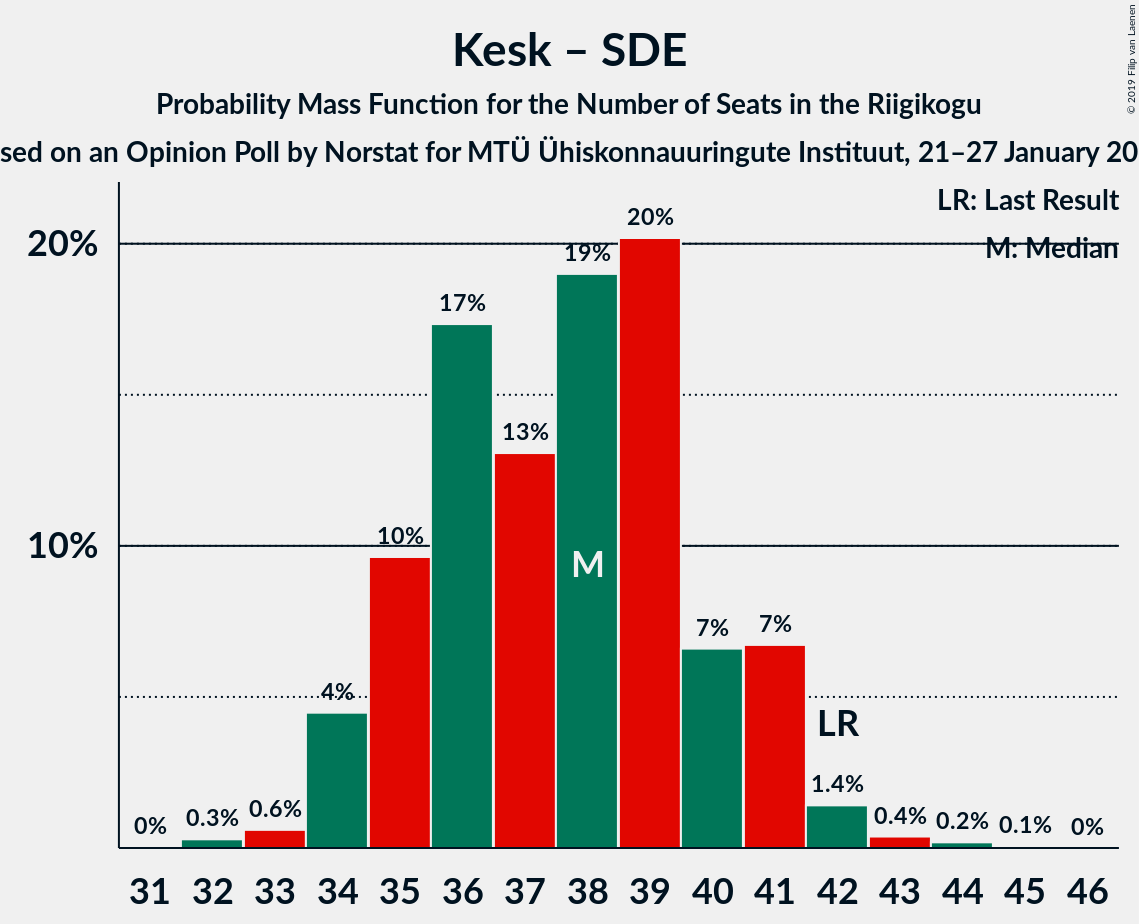 Kesk – SDE
Probability Mass Function for the Number of Seats in the Riigikogu
sed on an Opinion Poll by Norstat for MTÜ Ühiskonnauuringute Instituut, 21–27 January 20
© 2019 Filip van Laenen
LR: Last Result
M: Median
20%
10%
0%
0.3%
0.6%
4%
10%
17%
13%
19%
20%
7%
7%
1.4%
0.4%
0.2%
0.1%
0%
M
LR
31 32 33 34 35 36 37 38 39 40 41 42 43 44 45 46